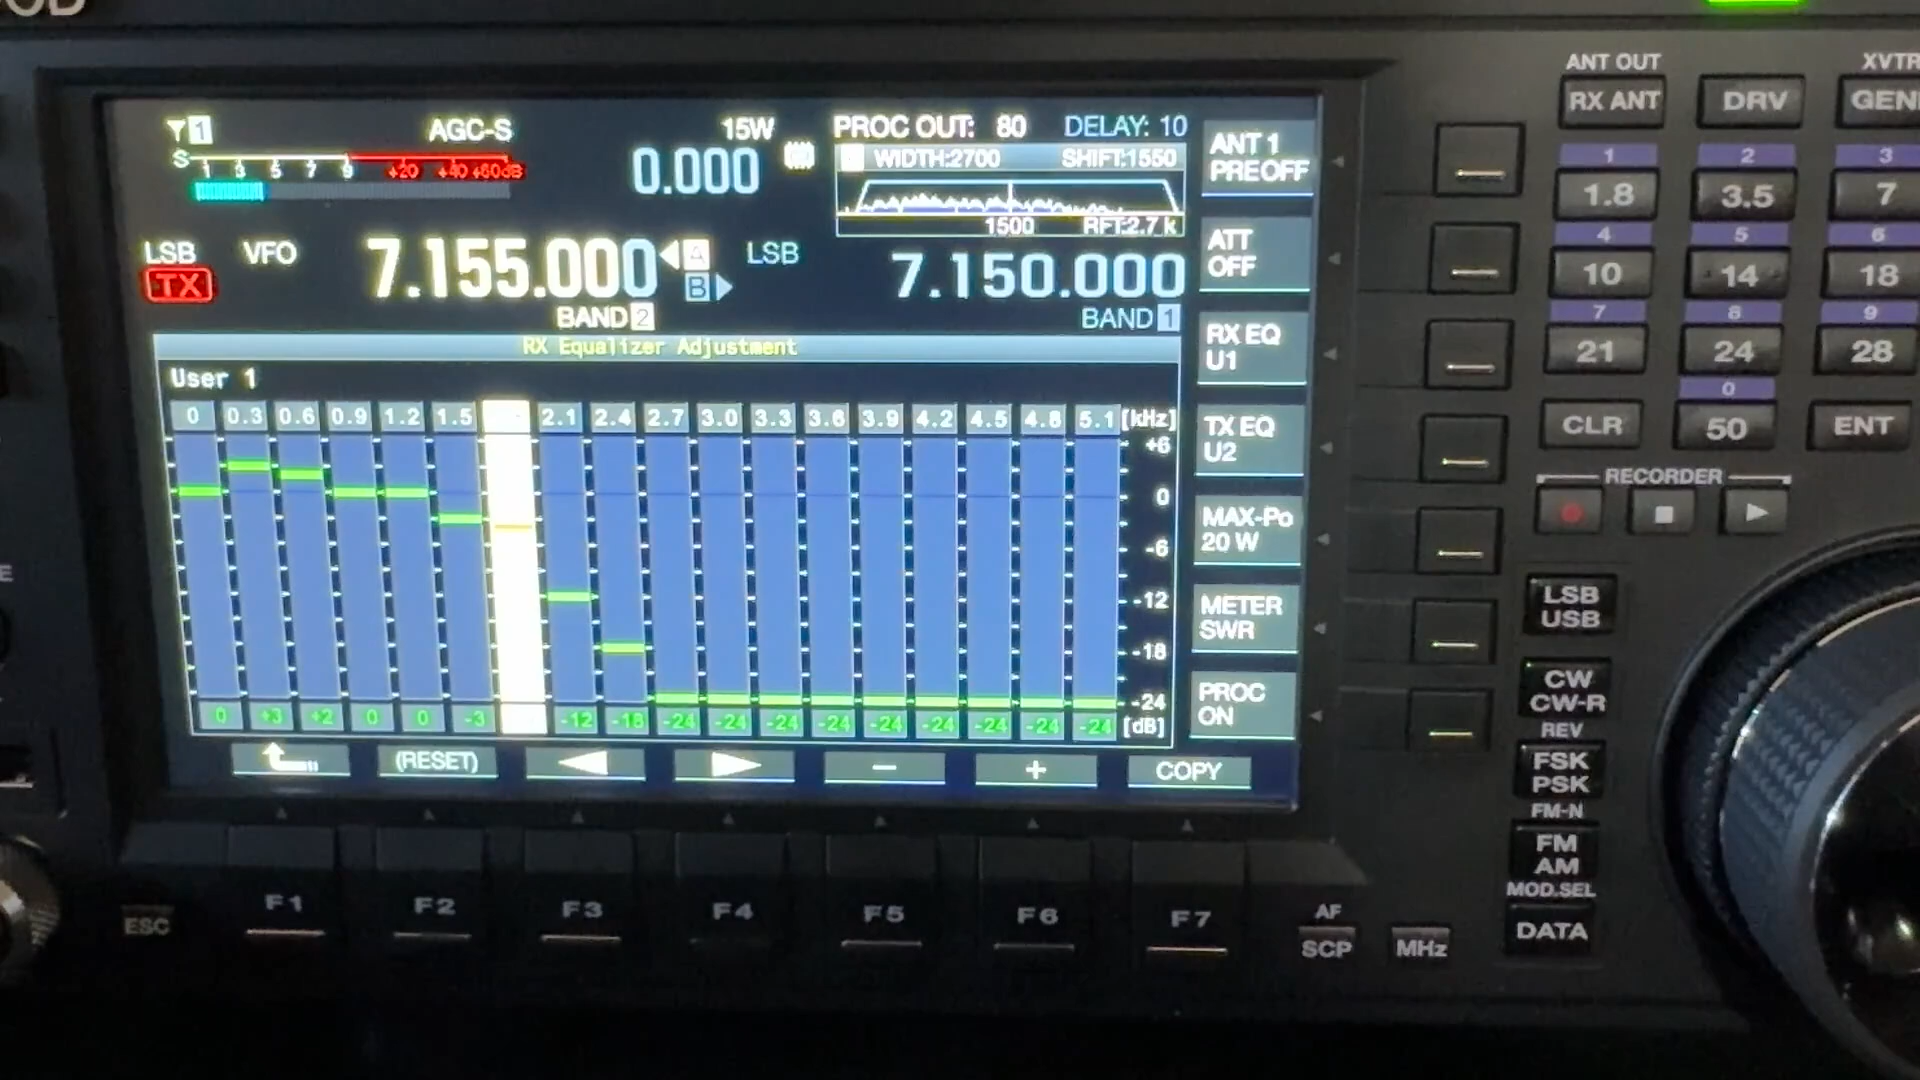 1 AGC-S 15W PROC OUT: 80 DELAY: 10
S 1 3 5 7 9 +20 +40 +60dB
0.000
WIDTH:2700 SHIFT:1550
1500 RFT:2.7 k
LSB VFO 7.155.000 A LSB 7.150.000
TX B
BAND 2 BAND 1
RX Equalizer Adjustment
User 1
0 0.3 0.6 0.9 1.2 1.5 2.1 2.4 2.7 3.0 3.3 3.6 3.9 4.2 4.5 4.8 5.1 [kHz]
+6
0
-6
-12
-18
-24
0 +3 +2 0 0 -3 -12 -18 -24 -24 -24 -24 -24 -24 -24 -24 -24 [dB]
(RESET) − + COPY
ANT 1
PREOFF
ATT
OFF
RX EQ
U1
TX EQ
U2
MAX-Po
20 W
METER
SWR
PROC
ON
ESC F1 F2 F3 F4 F5 F6 F7
AF
SCP MHz
ANT OUT
RX ANT DRV
1 2 3
1.8 3.5 7
4 5 6
10 14 18
7 8 9
21 24 28
0
CLR 50 ENT
RECORDER
LSB
USB
CW
CW-R
REV
FSK
PSK
FM-N
FM
AM
MOD.SEL
DATA